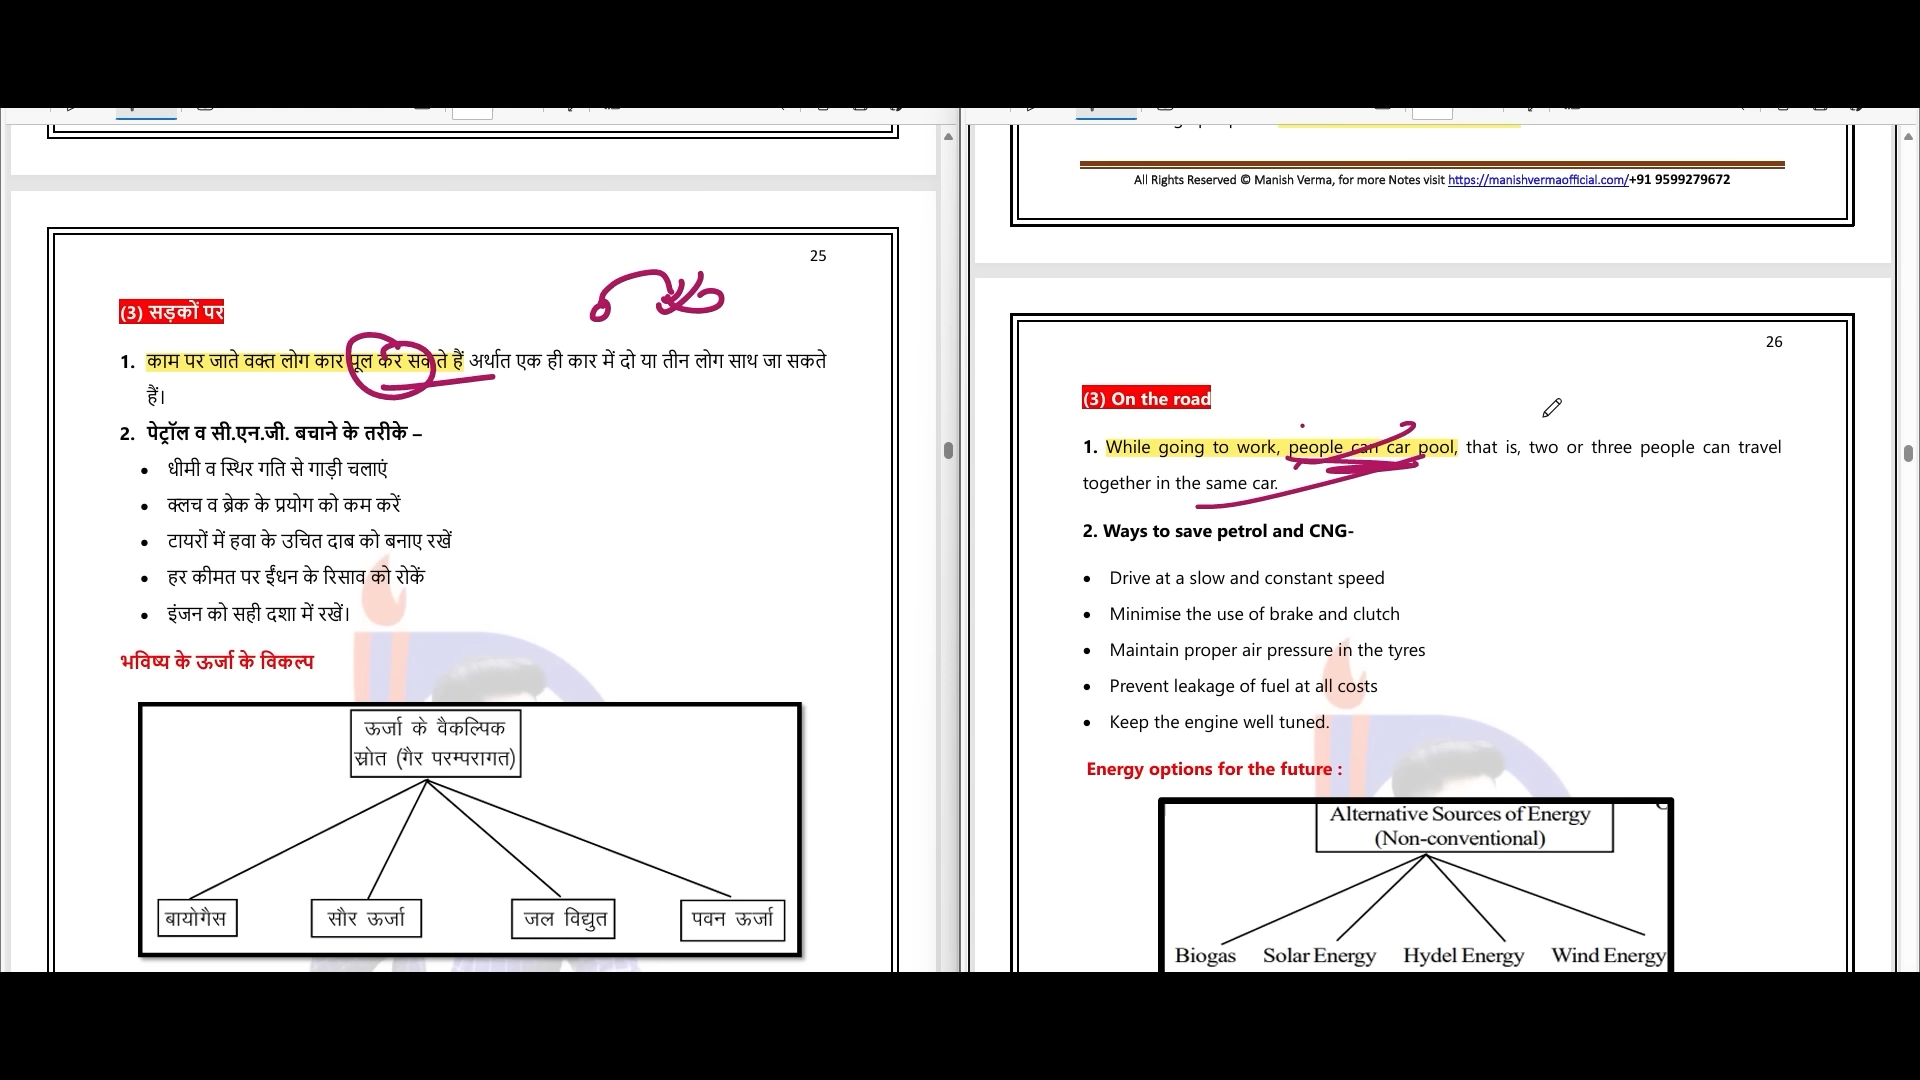 25
(3) सड़कों पर
1. काम पर जाते वक्त लोग कार पूल कर सकते हैं अर्थात एक ही कार में दो या तीन लोग साथ जा सकते
हैं।
2. पेट्रॉल व सी.एन.जी. बचाने के तरीके –
• धीमी व स्थिर गति से गाड़ी चलाएं
• क्लच व ब्रेक के प्रयोग को कम करें
• टायरों में हवा के उचित दाब को बनाए रखें
• हर कीमत पर ईंधन के रिसाव को रोकें
• इंजन को सही दशा में रखें।
भविष्य के ऊर्जा के विकल्प
ऊर्जा के वैकल्पिक
स्रोत (गैर परम्परागत)
बायोगैस
सौर ऊर्जा
जल विद्युत
पवन ऊर्जा
All Rights Reserved © Manish Verma, for more Notes visit https://manishvermaofficial.com/+91 9599279672
26
(3) On the road
1. While going to work, people can car pool, that is, two or three people can travel
together in the same car.
2. Ways to save petrol and CNG-
• Drive at a slow and constant speed
• Minimise the use of brake and clutch
• Maintain proper air pressure in the tyres
• Prevent leakage of fuel at all costs
• Keep the engine well tuned.
Energy options for the future :
Alternative Sources of Energy
(Non-conventional)
Biogas
Solar Energy
Hydel Energy
Wind Energy